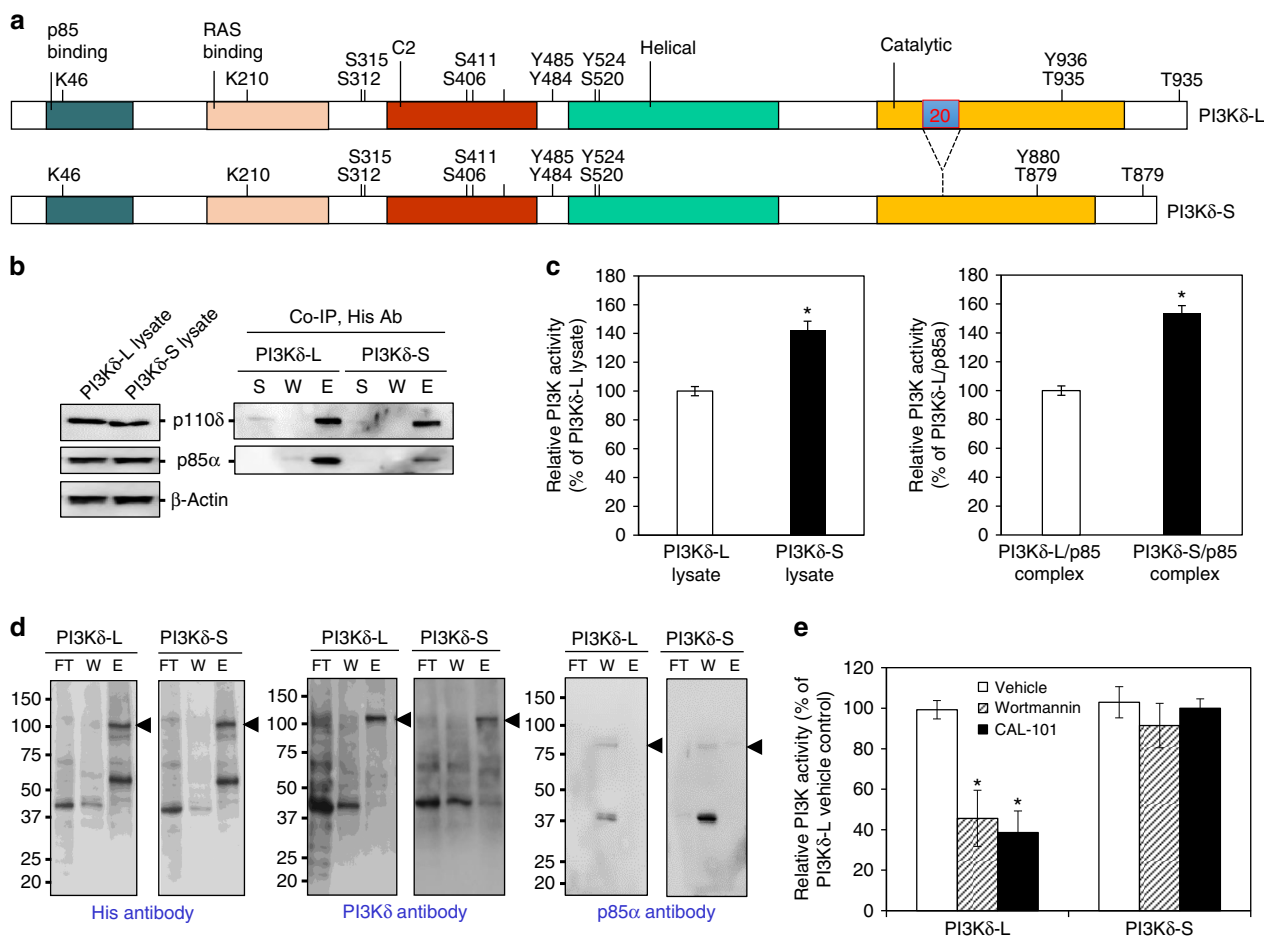 a
p85
binding
K46
RAS
binding
K210
S315
S312
C2
S411
S406
Y485
Y484
Y524
S520
Helical
Catalytic
Y936
T935
T935
20
PI3Kδ-L
K46
K210
S315
S312
S411
S406
Y485
Y484
Y524
S520
Y880
T879
T879
PI3Kδ-S
b
PI3Kδ-L lysate
PI3Kδ-S lysate
Co-IP, His Ab
PI3Kδ-L PI3Kδ-S
S W E S W E
p110δ
p85α
β-Actin
c
Relative PI3K activity
(% of PI3Kδ-L lysate)
180
160
140
120
100
80
60
40
20
0
*
PI3Kδ-L
lysate
PI3Kδ-S
lysate
Relative PI3K activity
(% of PI3Kδ-L/p85a)
180
160
140
120
100
80
60
40
20
0
*
PI3Kδ-L/p85
complex
PI3Kδ-S/p85
complex
d
PI3Kδ-L PI3Kδ-S
FT W E FT W E
150
100
75
50
37
25
20
His antibody
PI3Kδ-L PI3Kδ-S
FT W E FT W E
150
100
75
50
37
25
20
PI3Kδ antibody
PI3Kδ-L PI3Kδ-S
FT W E FT W E
150
100
75
50
37
25
20
p85α antibody
e
Relative PI3K activity (% of
PI3Kδ-L vehicle control)
120
100
80
60
40
20
0
Vehicle
Wortmannin
CAL-101
*
*
PI3Kδ-L
PI3Kδ-S